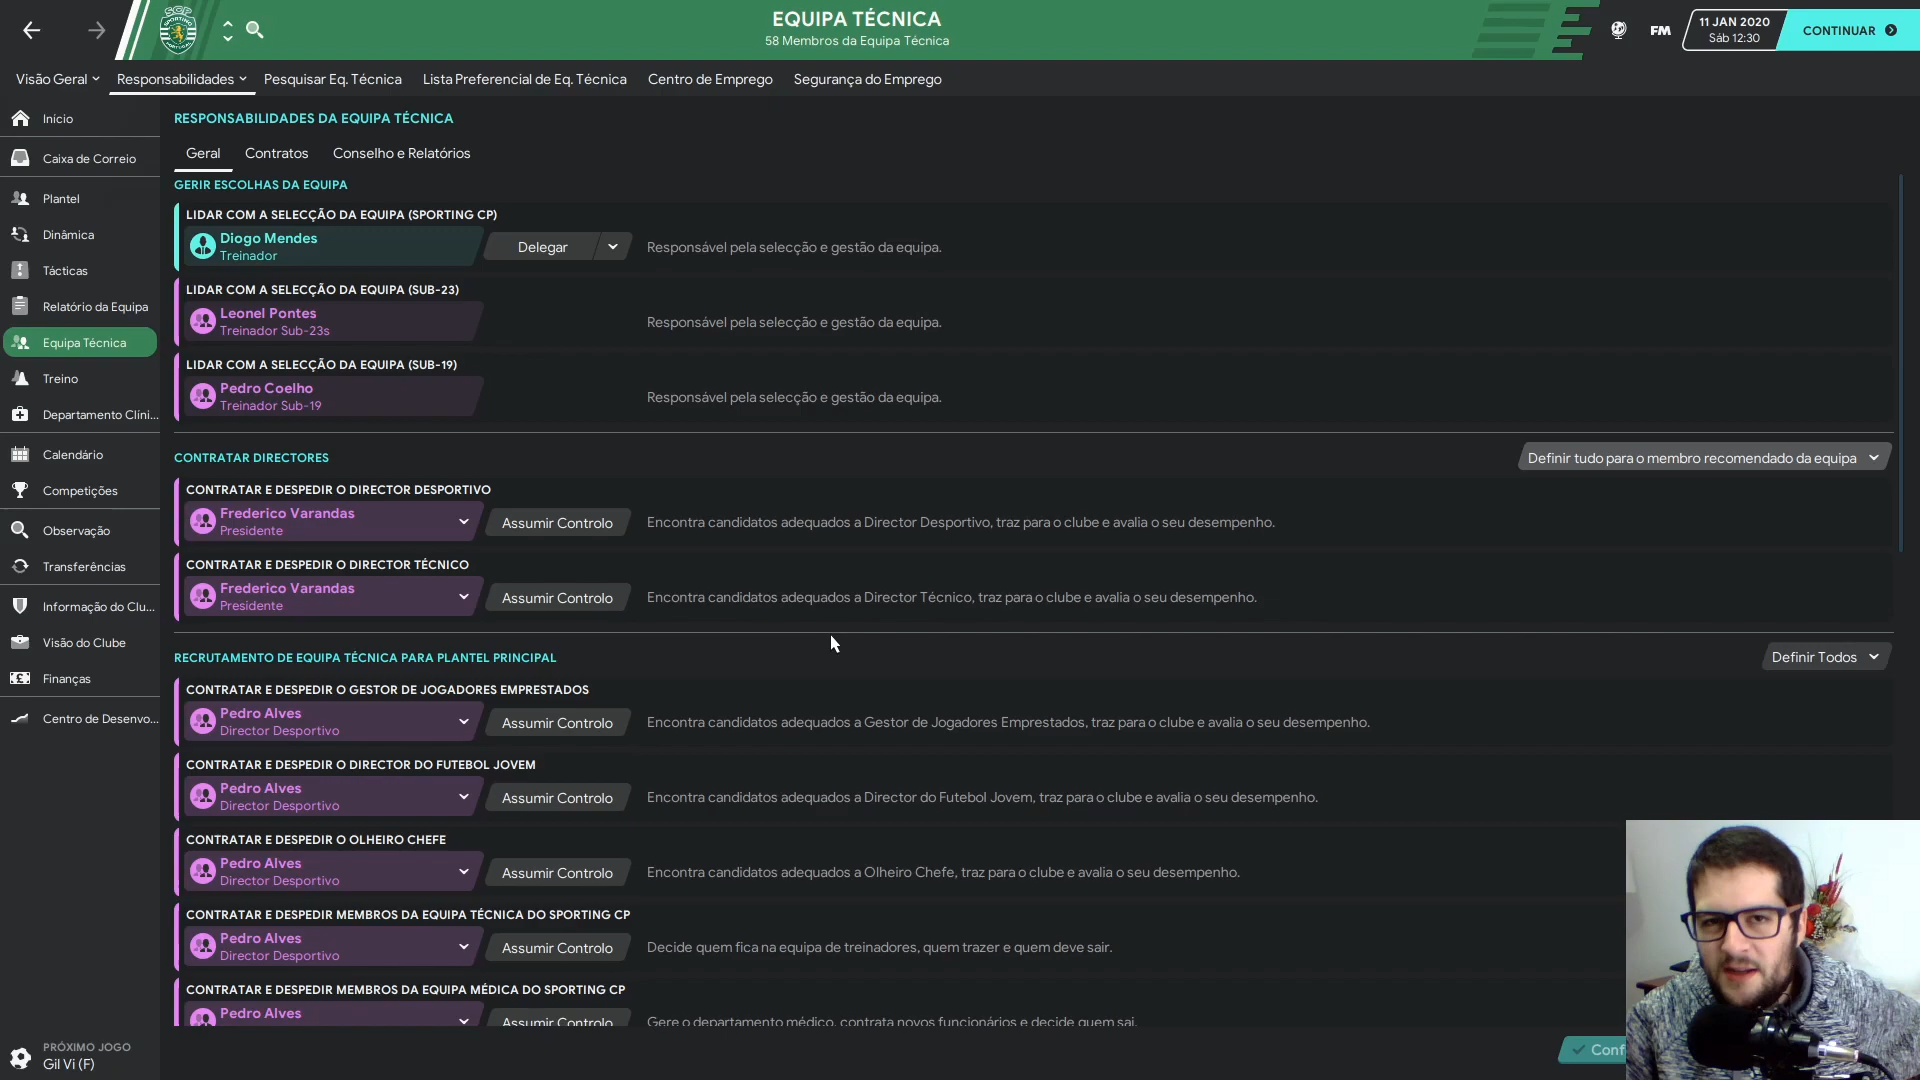 EQUIPA TÉCNICA
58 Membros da Equipa Técnica
SCP
SPORTING
PORTUGAL
FM
11 JAN 2020
Sáb 12:30
CONTINUAR
Visão Geral
Responsabilidades
Pesquisar Eq. Técnica
Lista Preferencial de Eq. Técnica
Centro de Emprego
Segurança do Emprego
Início
Caixa de Correio
Plantel
Dinâmica
Tácticas
Relatório da Equipa
Equipa Técnica
Treino
Departamento Clíni...
Calendário
Competições
Observação
Transferências
Informação do Clu...
Visão do Clube
Finanças
Centro de Desenvo...
PRÓXIMO JOGO
Gil Vi (F)
RESPONSABILIDADES DA EQUIPA TÉCNICA
Geral
Contratos
Conselho e Relatórios
GERIR ESCOLHAS DA EQUIPA
LIDAR COM A SELECÇÃO DA EQUIPA (SPORTING CP)
Diogo Mendes
Treinador
Delegar
Responsável pela selecção e gestão da equipa.
LIDAR COM A SELECÇÃO DA EQUIPA (SUB-23)
Leonel Pontes
Treinador Sub-23s
Responsável pela selecção e gestão da equipa.
LIDAR COM A SELECÇÃO DA EQUIPA (SUB-19)
Pedro Coelho
Treinador Sub-19
Responsável pela selecção e gestão da equipa.
CONTRATAR DIRECTORES
Definir tudo para o membro recomendado da equipa
CONTRATAR E DESPEDIR O DIRECTOR DESPORTIVO
Frederico Varandas
Presidente
Assumir Controlo
Encontra candidatos adequados a Director Desportivo, traz para o clube e avalia o seu desempenho.
CONTRATAR E DESPEDIR O DIRECTOR TÉCNICO
Frederico Varandas
Presidente
Assumir Controlo
Encontra candidatos adequados a Director Técnico, traz para o clube e avalia o seu desempenho.
RECRUTAMENTO DE EQUIPA TÉCNICA PARA PLANTEL PRINCIPAL
Definir Todos
CONTRATAR E DESPEDIR O GESTOR DE JOGADORES EMPRESTADOS
Pedro Alves
Director Desportivo
Assumir Controlo
Encontra candidatos adequados a Gestor de Jogadores Emprestados, traz para o clube e avalia o seu desempenho.
CONTRATAR E DESPEDIR O DIRECTOR DO FUTEBOL JOVEM
Pedro Alves
Director Desportivo
Assumir Controlo
Encontra candidatos adequados a Director do Futebol Jovem, traz para o clube e avalia o seu desempenho.
CONTRATAR E DESPEDIR O OLHEIRO CHEFE
Pedro Alves
Director Desportivo
Assumir Controlo
Encontra candidatos adequados a Olheiro Chefe, traz para o clube e avalia o seu desempenho.
CONTRATAR E DESPEDIR MEMBROS DA EQUIPA TÉCNICA DO SPORTING CP
Pedro Alves
Director Desportivo
Assumir Controlo
Decide quem fica na equipa de treinadores, quem trazer e quem deve sair.
CONTRATAR E DESPEDIR MEMBROS DA EQUIPA MÉDICA DO SPORTING CP
Pedro Alves
Assumir Controlo
Gere o departamento médico, contrata novos funcionários e decide quem sai.
Conf